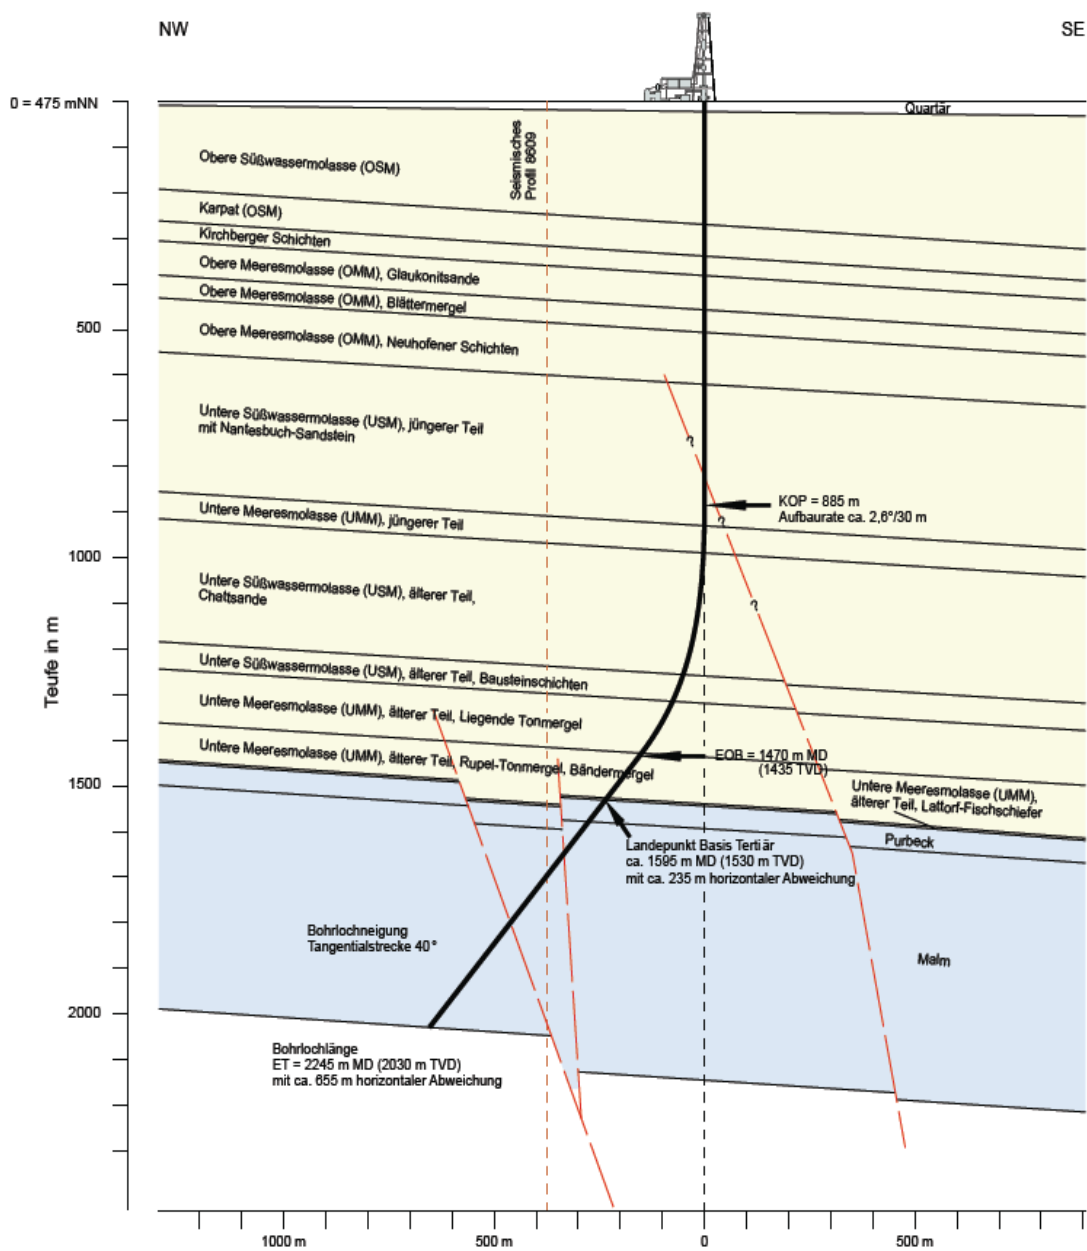 NW
SE
0 = 475 mNN
Quartär
Seismisches
Profil 8609
Obere Süßwassermolasse (OSM)
Karpat (OSM)
Kirchberger Schichten
Obere Meeresmolasse (OMM), Glaukonitsande
Obere Meeresmolasse (OMM), Blättermergel
500
Obere Meeresmolasse (OMM), Neuhofener Schichten
Untere Süßwassermolasse (USM), jüngerer Teil
mit Nantesbuch-Sandstein
?
KOP = 885 m
Aufbaurate ca. 2,6°/30 m
Untere Meeresmolasse (UMM), jüngerer Teil
?
1000
Untere Süßwassermolasse (USM), älterer Teil,
Chattsande
?
Teufe in m
Untere Süßwassermolasse (USM), älterer Teil, Bausteinschichten
Untere Meeresmolasse (UMM), älterer Teil, Liegende Tonmergel
Untere Meeresmolasse (UMM), älterer Teil, Rupel-Tonmergel, Bändermergel
EOB = 1470 m MD
(1435 TVD)
1500
Untere Meeresmolasse (UMM),
älterer Teil, Lattorf-Fischschiefer
Purbeck
Landepunkt Basis Tertiär
ca. 1595 m MD (1530 m TVD)
mit ca. 235 m horizontaler Abweichung
Bohrlochneigung
Tangentialstrecke 40°
Malm
2000
Bohrlochlänge
ET = 2245 m MD (2030 m TVD)
mit ca. 655 m horizontaler Abweichung
1000 m
500 m
0
500 m